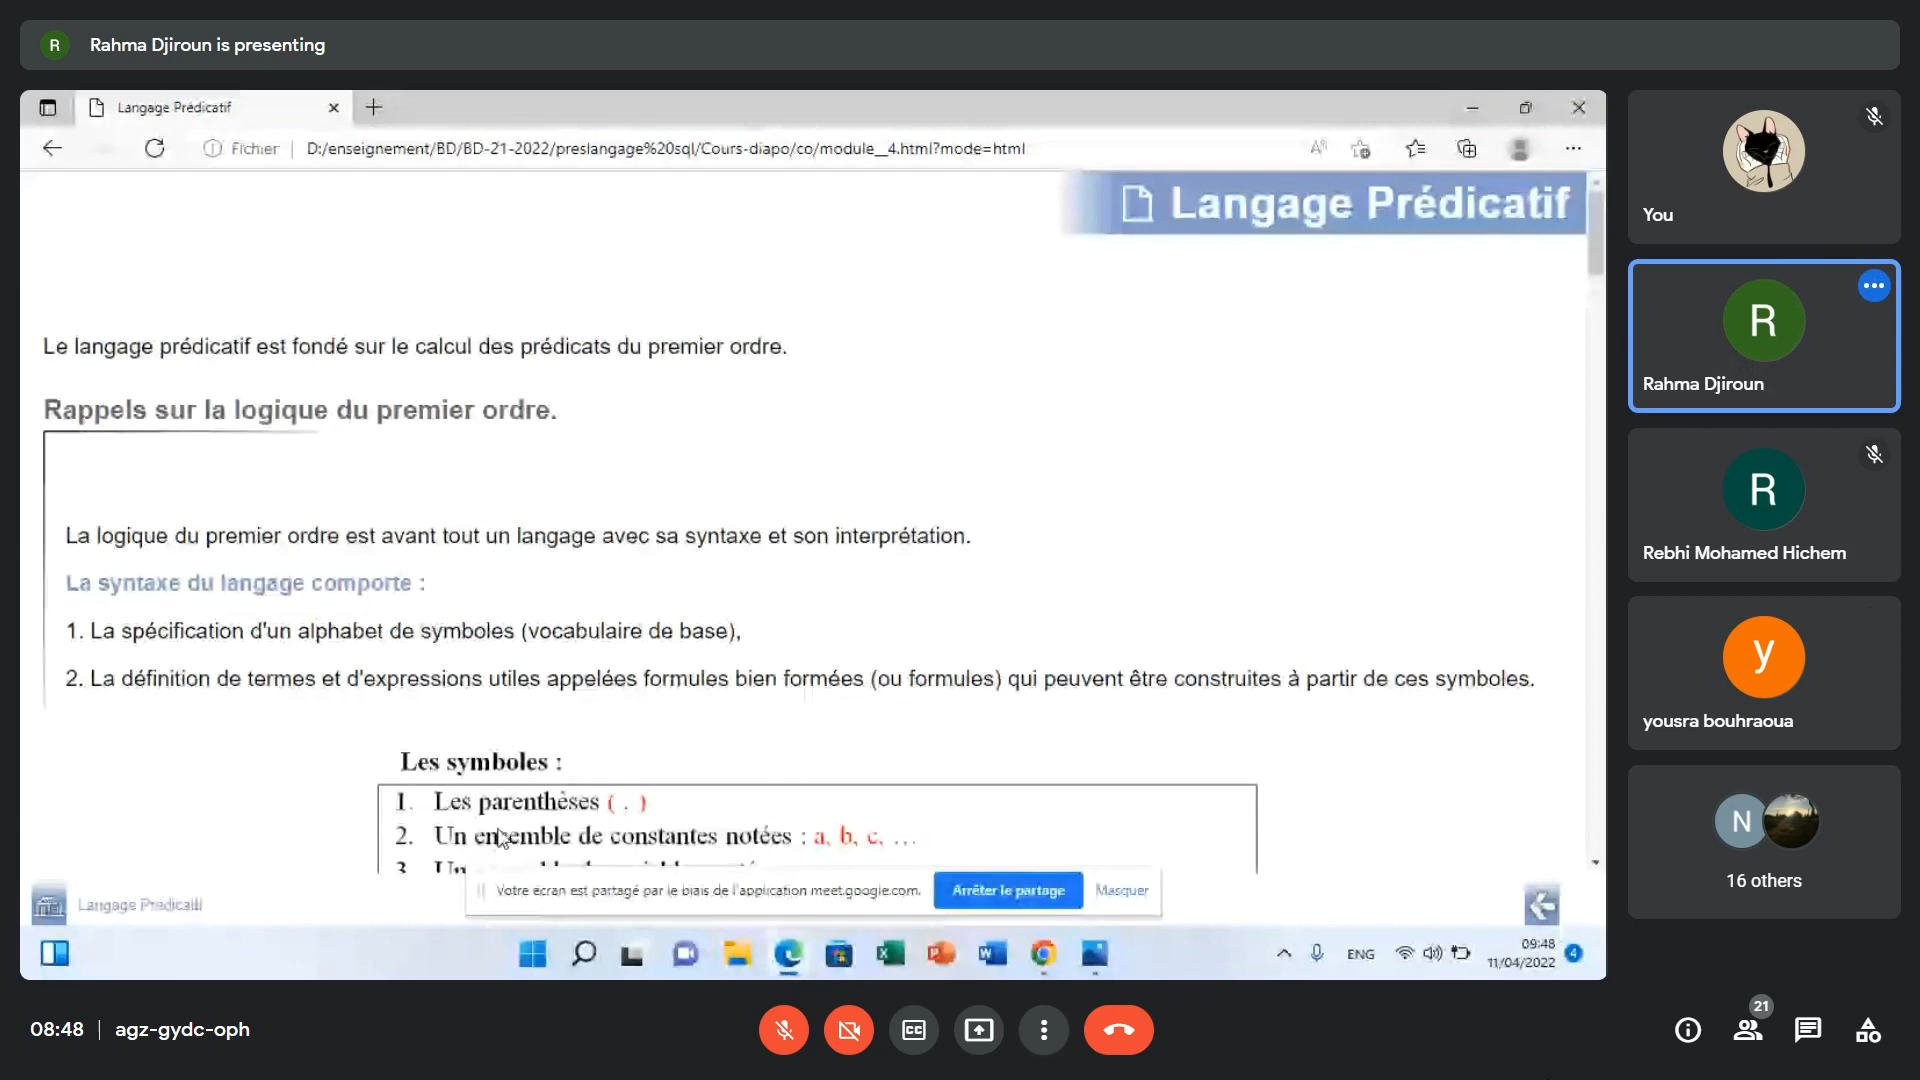 R
Rahma Djiroun is presenting
Langage Prédicatif
Fichier
D:/enseignement/BD/BD-21-2022/preslangage%20sql/Cours-diapo/co/module__4.html?mode=html
Langage Prédicatif
Le langage prédicatif est fondé sur le calcul des prédicats du premier ordre.
Rappels sur la logique du premier ordre.
La logique du premier ordre est avant tout un langage avec sa syntaxe et son interprétation.
La syntaxe du langage comporte :
1. La spécification d'un alphabet de symboles (vocabulaire de base),
2. La définition de termes et d'expressions utiles appelées formules bien formées (ou formules) qui peuvent être construites à partir de ces symboles.
Les symboles :
1. Les parenthèses ( . )
2. Un ensemble de constantes notées : a, b, c, ...
3
Votre écran est partagé par le biais de l'application meet.google.com.
Arrêter le partage
Masquer
Langage Prédicatif
ENG
09:48
11/04/2022
4
You
R
Rahma Djiroun
R
Rebhi Mohamed Hichem
y
yousra bouhraoua
N
16 others
08:48 | agz-gydc-oph
CC
21